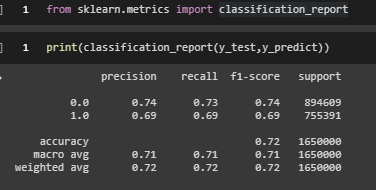 1 from sklearn.metrics import classification_report
1 print(classification_report(y_test,y_predict))
precision recall f1-score support
0.0 0.74 0.73 0.74 894609
1.0 0.69 0.69 0.69 755391
accuracy 0.72 1650000
macro avg 0.71 0.71 0.71 1650000
weighted avg 0.72 0.72 0.72 1650000